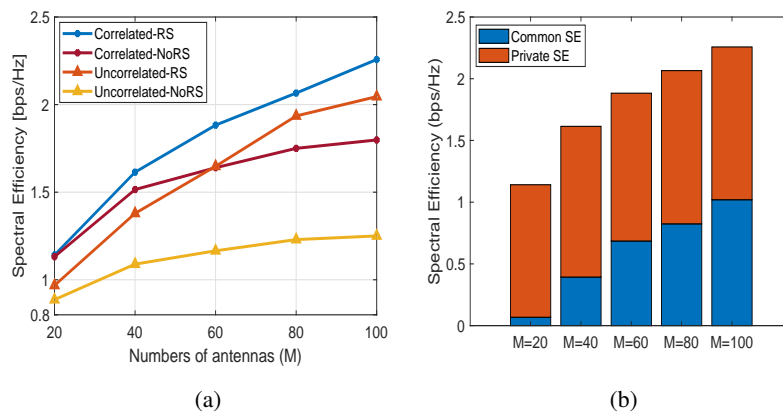 2.5
2
1.5
1
0.8
20
40
60
80
100
Spectral Efficiency [bps/Hz]
Numbers of antennas (M)
Correlated-RS
Correlated-NoRS
Uncorrelated-RS
Uncorrelated-NoRS
(a)
2.5
2
1.5
1
0.5
0
M=20
M=40
M=60
M=80
M=100
Spectral Efficiency (bps/Hz)
Common SE
Private SE
(b)